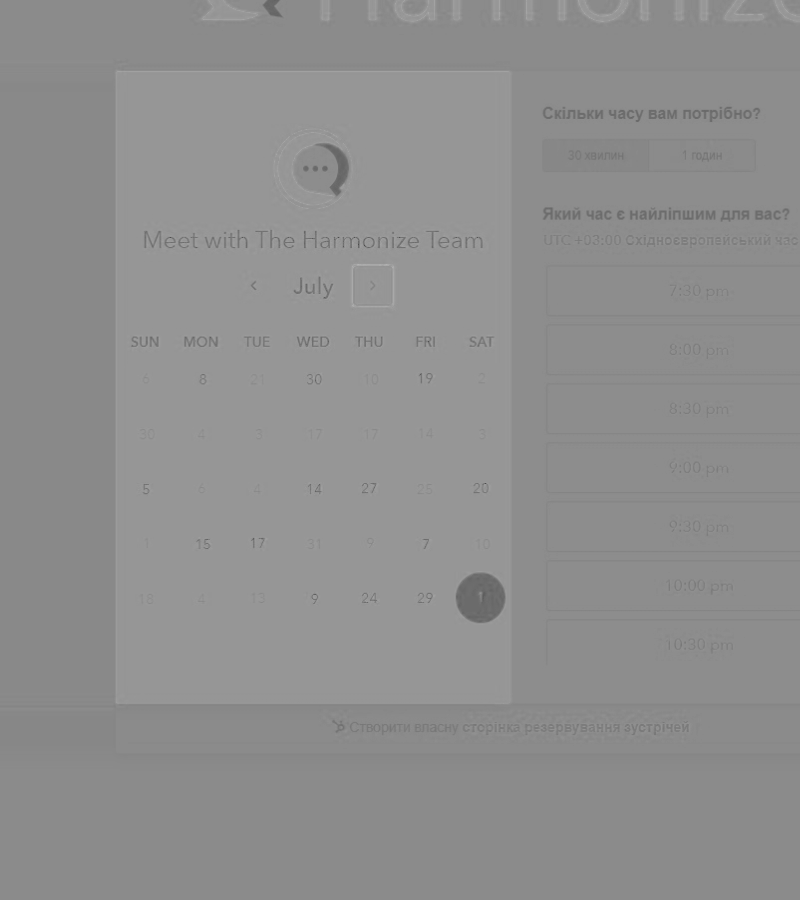 Harmonize
Meet with The Harmonize Team
July
SUN MON TUE WED THU FRI SAT
6 8 21 30 10 19 2
30 4 3 17 17 14 3
5 6 4 14 27 25 20
1 15 17 31 9 7 10
18 4 13 9 24 29
Скільки часу вам потрібно?
30 хвилин 1 годин
Який час є найліпшим для вас?
UTC +03:00 Східноєвропейський час
7:30 pm
8:00 pm
8:30 pm
9:00 pm
9:30 pm
10:00 pm
10:30 pm
Створити власну сторінка резервування зустрічей